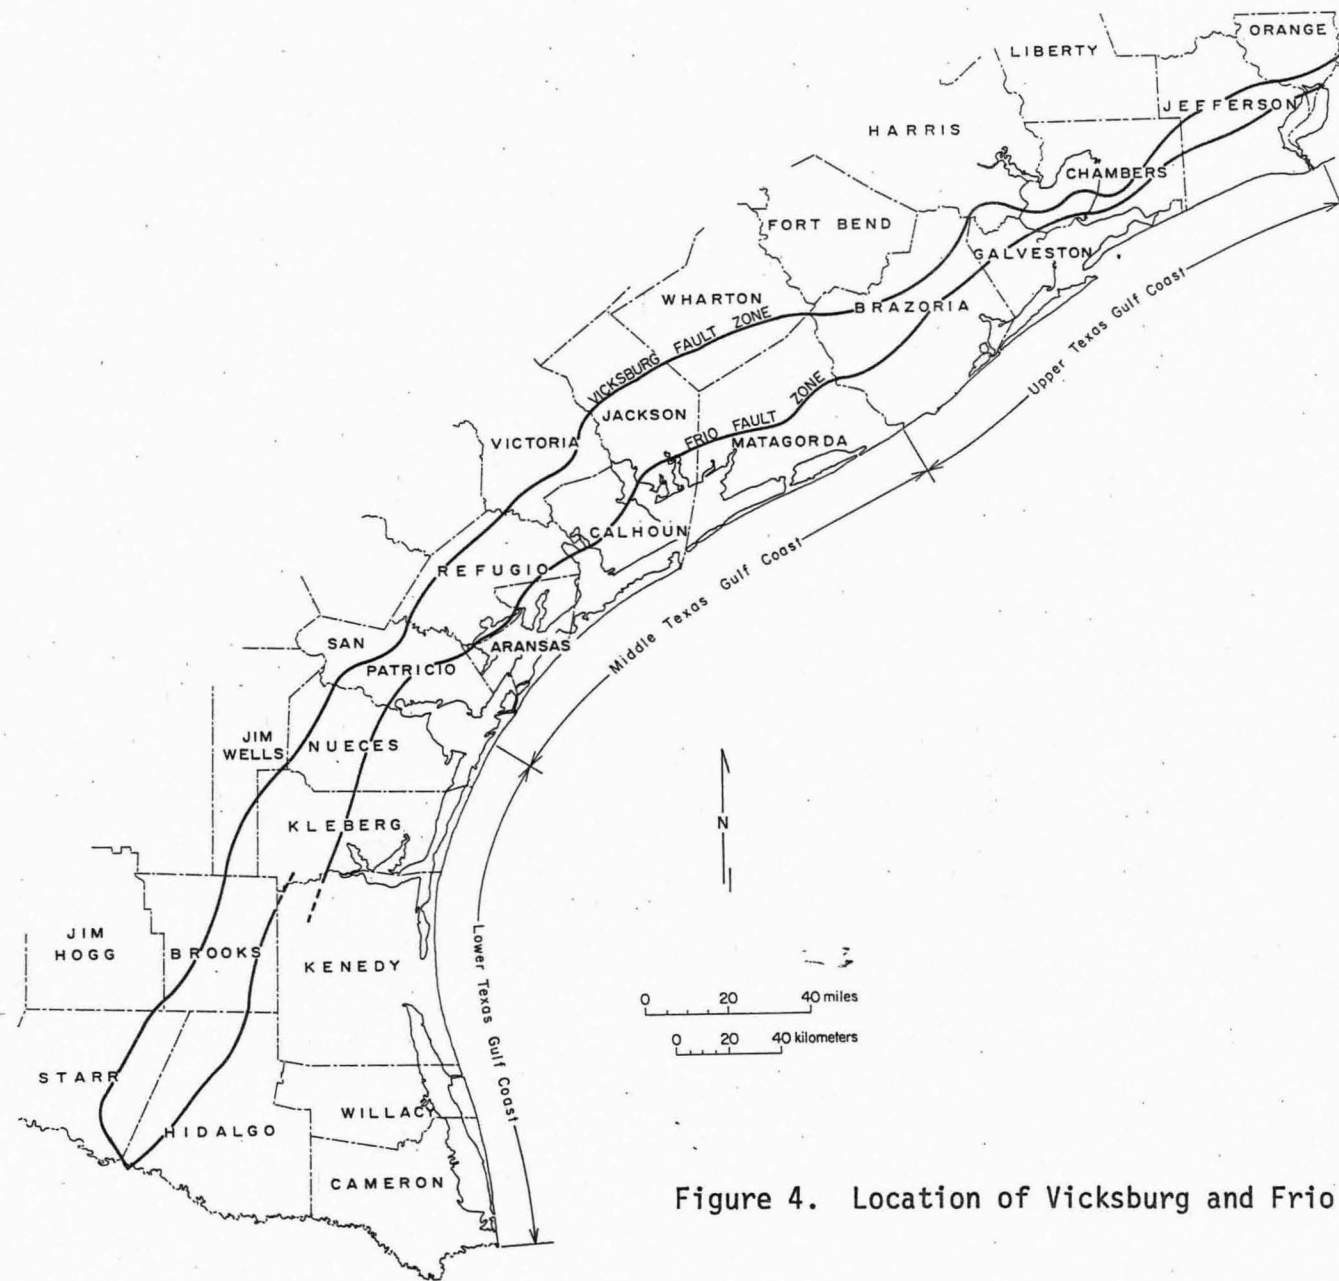 ORANGE
LIBERTY
JEFFERSON
HARRIS
CHAMBERS
FORT BEND
GALVESTON
WHARTON
BRAZORIA
VICKSBURG FAULT ZONE
Upper Texas Gulf Coast
JACKSON
FRIO FAULT ZONE
VICTORIA
MATAGORDA
CALHOUN
REFUGIO
Middle Texas Gulf Coast
SAN
PATRICIO
ARANSAS
JIM
WELLS
NUECES
N
KLEBERG
JIM
HOGG
BROOKS
KENEDY
Lower Texas Gulf Coast
0 20 40 miles
0 20 40 kilometers
STARR
WILLACY
HIDALGO
CAMERON
Figure 4. Location of Vicksburg and Frio